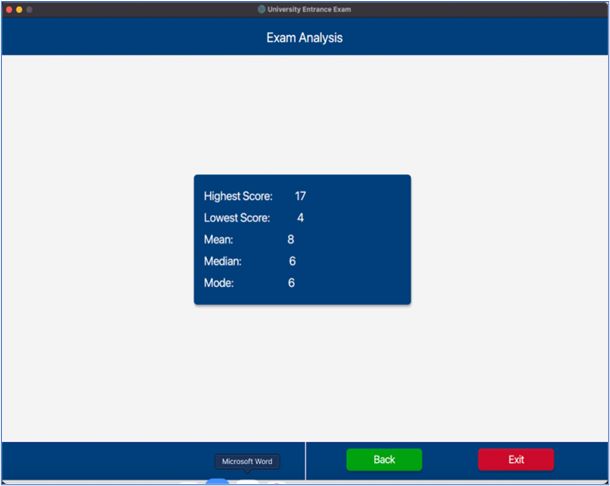 University Entrance Exam
Exam Analysis
Highest Score: 17
Lowest Score: 4
Mean: 8
Median: 6
Mode: 6
Microsoft Word
Back
Exit